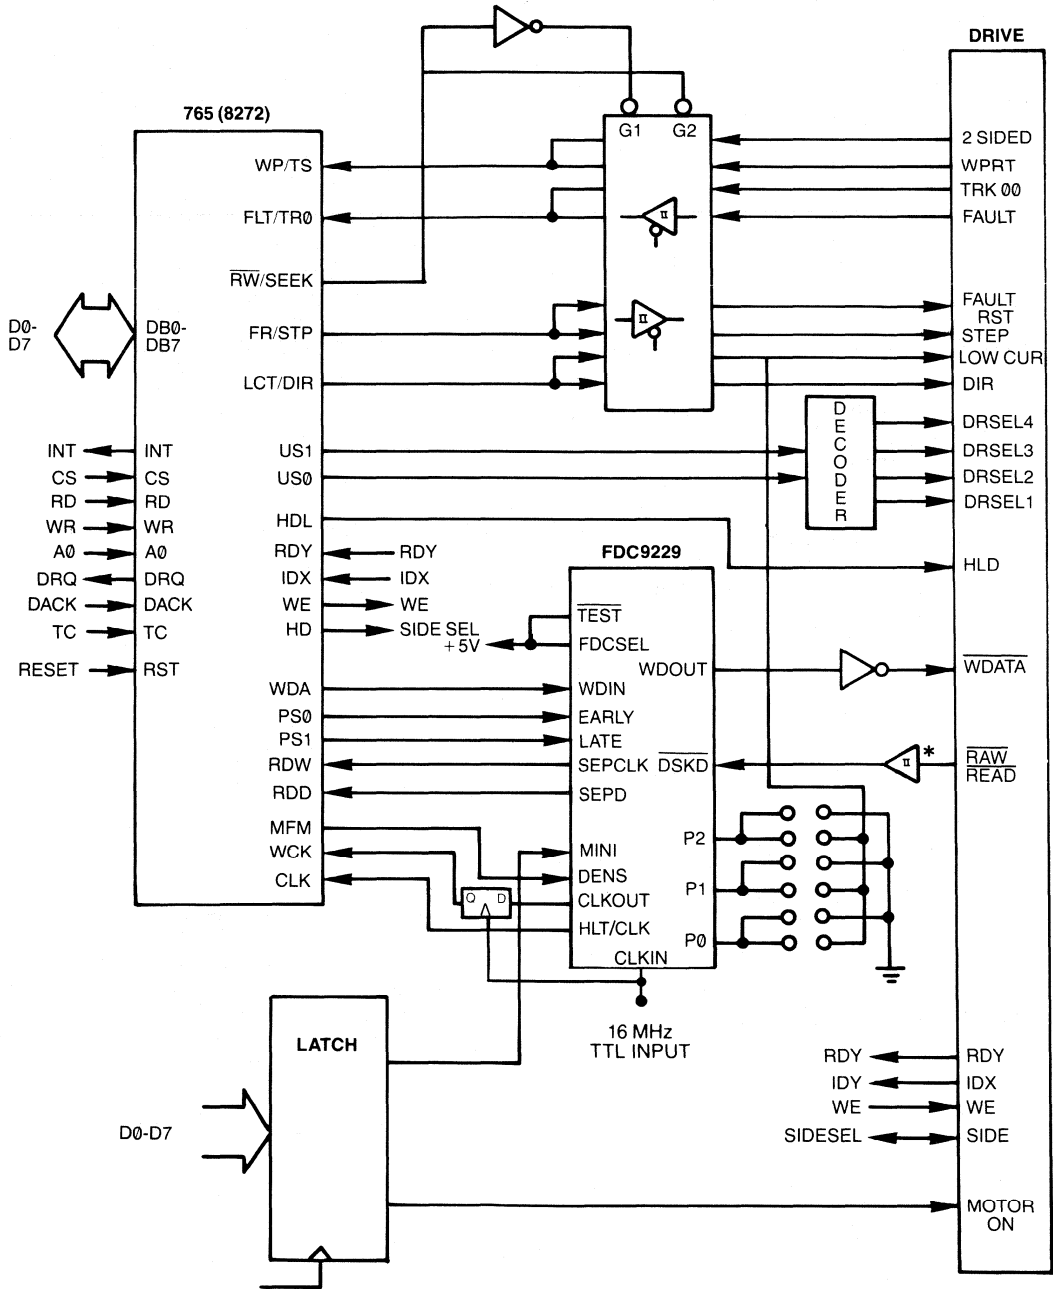 DRIVE
765 (8272)
G1 G2
2 SIDED
WP/TS
WPRT
TRK 00
FLT/TR0
FAULT
RW/SEEK
D0-
D7
DB0-
DB7
FR/STP
FAULT
RST
STEP
LOW CUR
LCT/DIR
DIR
DECODER
DRSEL4
DRSEL3
DRSEL2
DRSEL1
INT INT
CS CS
RD RD
WR WR
A0 A0
DRQ DRQ
DACK DACK
TC TC
RESET RST
US1
US0
HDL
RDY RDY
IDX IDX
WE WE
HD SIDE SEL
+5V
HLD
FDC9229
TEST
FDCSEL
WDOUT
WDATA
WDA WDIN
PS0 EARLY
PS1 LATE
RDW SEPCLK
DSKD
*
RAW
READ
RDD SEPD
MFM
WCK
CLK
MINI
DENS
Q D
CLKOUT
HLT/CLK
CLKIN
P2
P1
P0
16 MHz
TTL INPUT
LATCH
D0-D7
RDY RDY
IDY IDX
WE WE
SIDESEL SIDE
MOTOR
ON